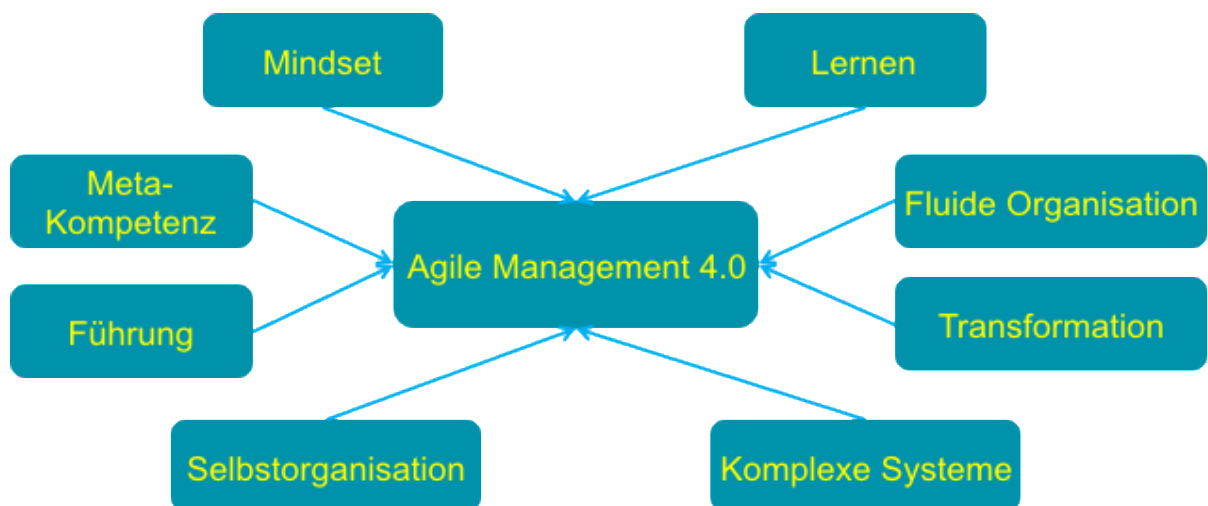 Mindset
Lernen
Meta-
Kompetenz
Fluide Organisation
Agile Management 4.0
Führung
Transformation
Selbstorganisation
Komplexe Systeme